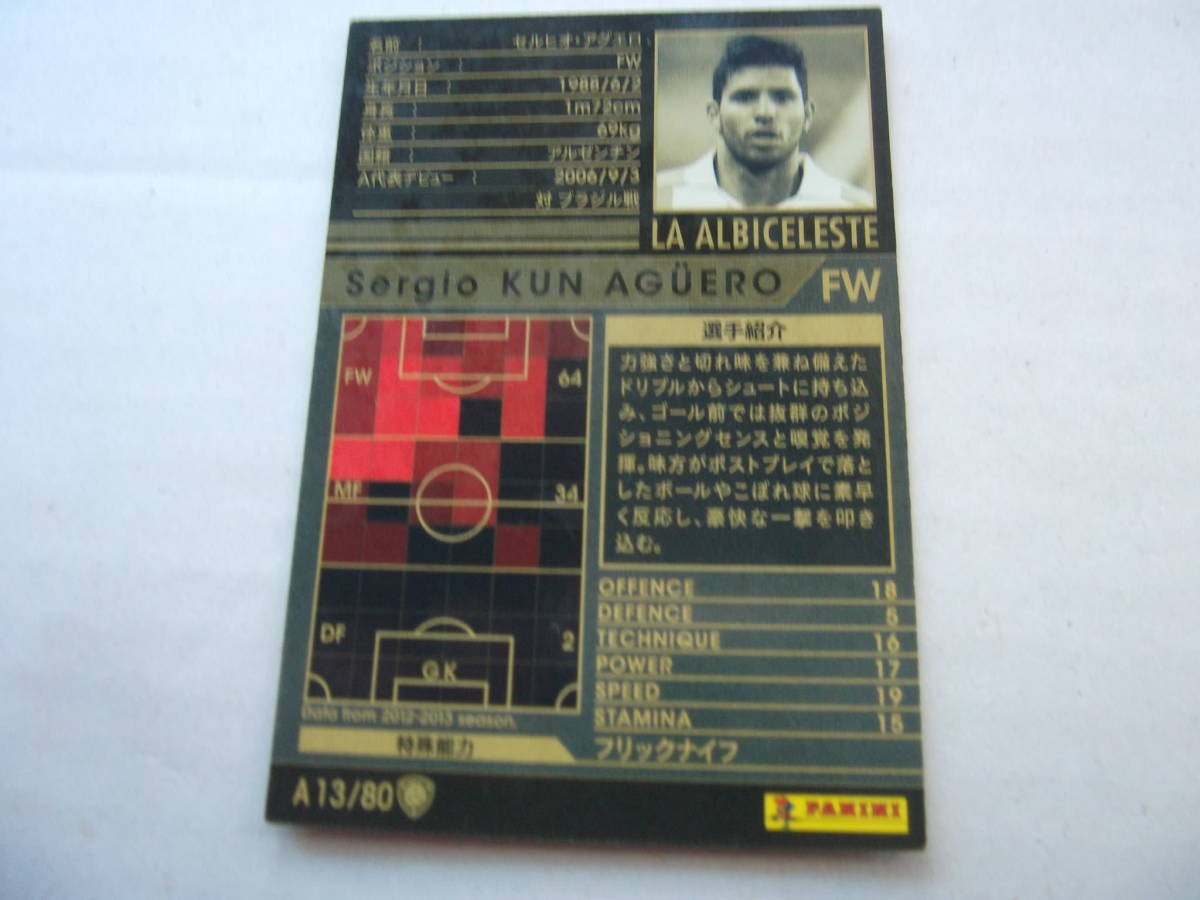 名前 : セルヒオ・アグエロ
ポジション : FW
生年月日 : 1988/6/2
身長 : 1m72cm
体重 : 69kg
国籍 : アルゼンチン
A代表デビュー : 2006/9/3
対 ブラジル戦
LA ALBICELESTE
Sergio KUN AGÜERO FW
選手紹介
力強さと切れ味を兼ね備えた
ドリブルからシュートに持ち込
み、ゴール前では抜群のポジ
ショニングセンスと嗅覚を発
揮。味方がポストプレイで落と
したボールやこぼれ球に素早
く反応し、豪快な一撃を叩き
込む。
FW 64
MF 34
DF 2
G.K
Data from 2012-2013 season.
OFFENCE 18
DEFENCE 5
TECHNIQUE 16
POWER 17
SPEED 19
STAMINA 15
特殊能力 フリックナイフ
A13/80
PANINI